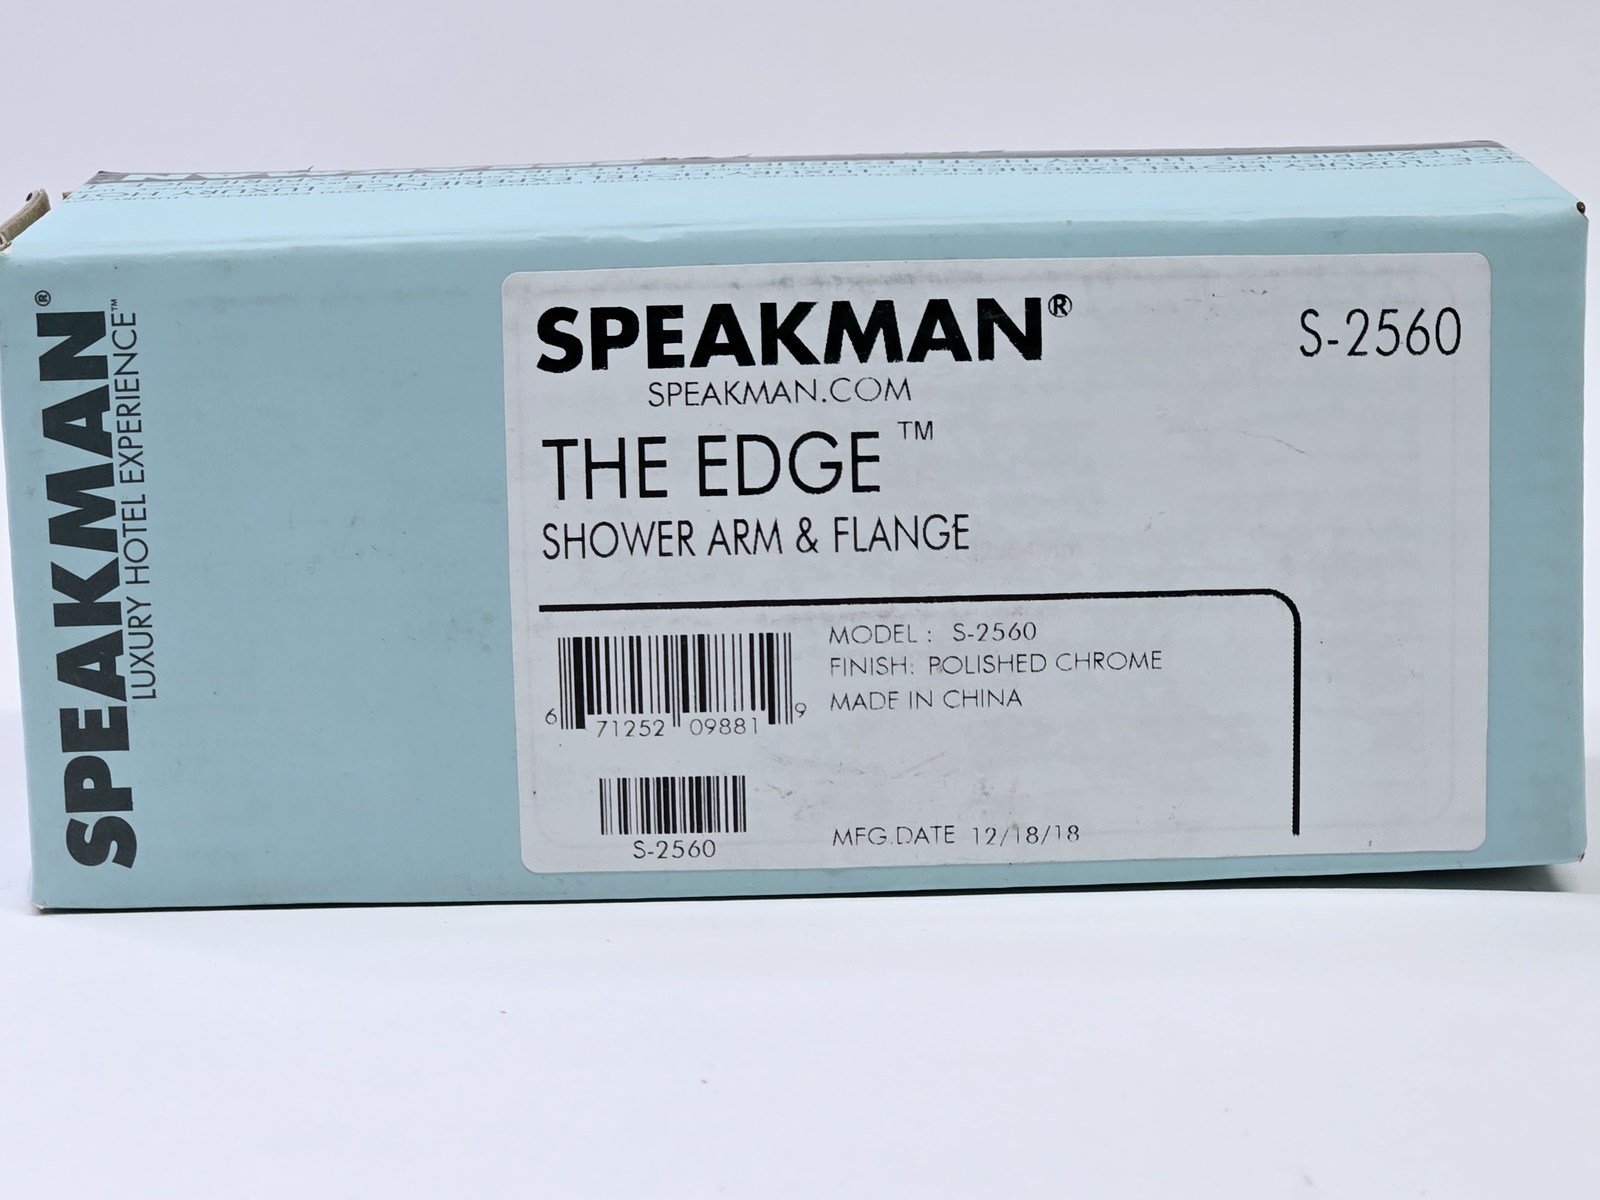 SPEAKMAN®
LUXURY HOTEL EXPERIENCE™
SPEAKMAN®
S-2560
SPEAKMAN.COM
THE EDGE™
SHOWER ARM & FLANGE
MODEL : S-2560
FINISH: POLISHED CHROME
MADE IN CHINA
6 71252 09881 9
S-2560
MFG.DATE 12/18/18